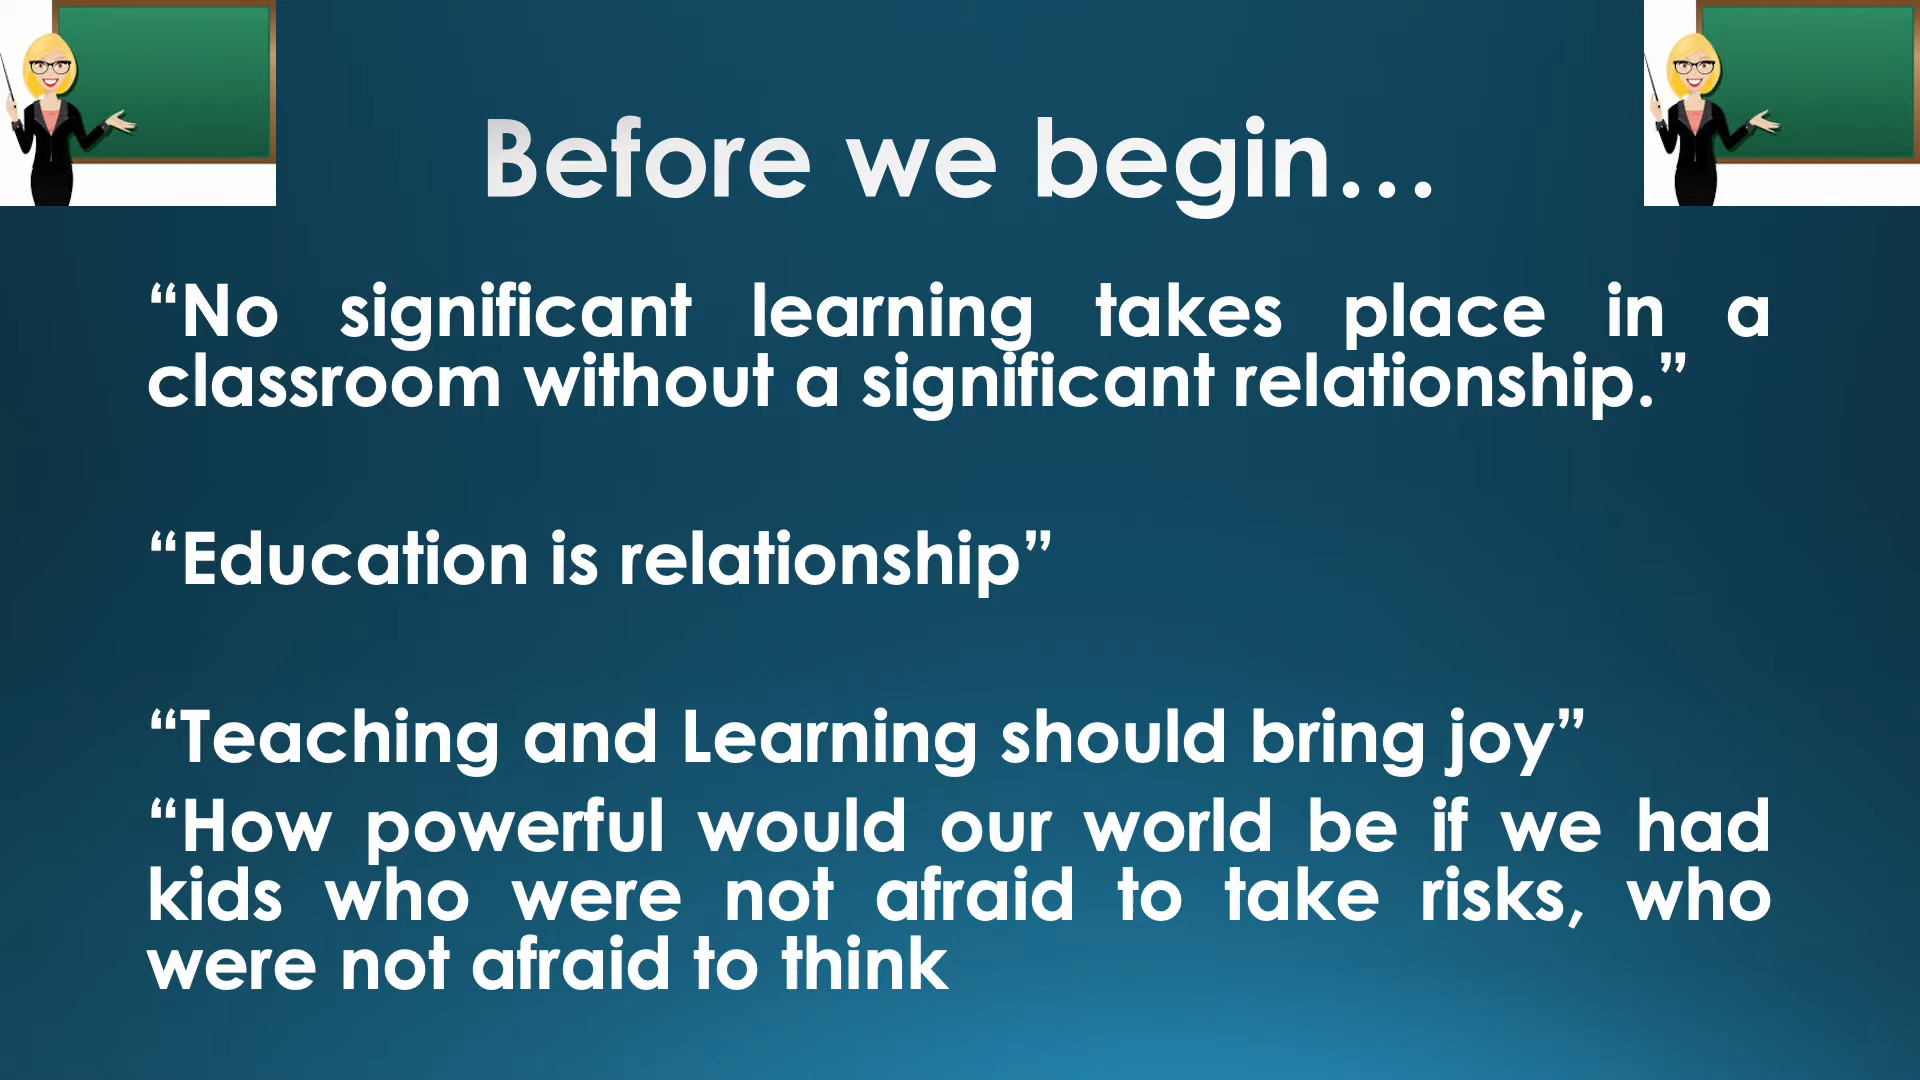 Before we begin…
“No significant learning takes place in a
classroom without a significant relationship.”
“Education is relationship”
“Teaching and Learning should bring joy”
“How powerful would our world be if we had
kids who were not afraid to take risks, who
were not afraid to think